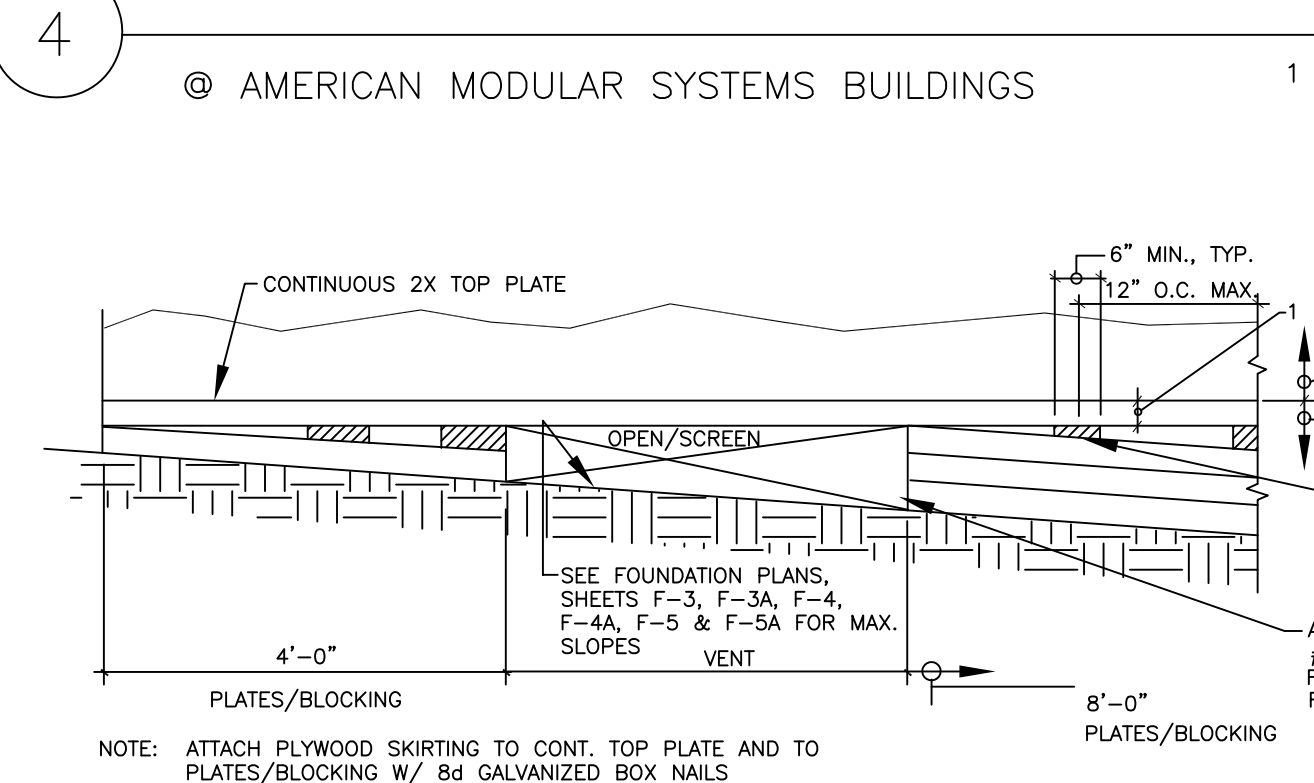 4
@ AMERICAN MODULAR SYSTEMS BUILDINGS
1
6" MIN., TYP.
12" O.C. MAX.
CONTINUOUS 2X TOP PLATE
1
OPEN/SCREEN
SEE FOUNDATION PLANS,
SHEETS F-3, F-3A, F-4,
F-4A, F-5 & F-5A FOR MAX.
SLOPES
4'-0"
VENT
PLATES/BLOCKING
8'-0"
PLATES/BLOCKING
NOTE: ATTACH PLYWOOD SKIRTING TO CONT. TOP PLATE AND TO
PLATES/BLOCKING W/ 8d GALVANIZED BOX NAILS